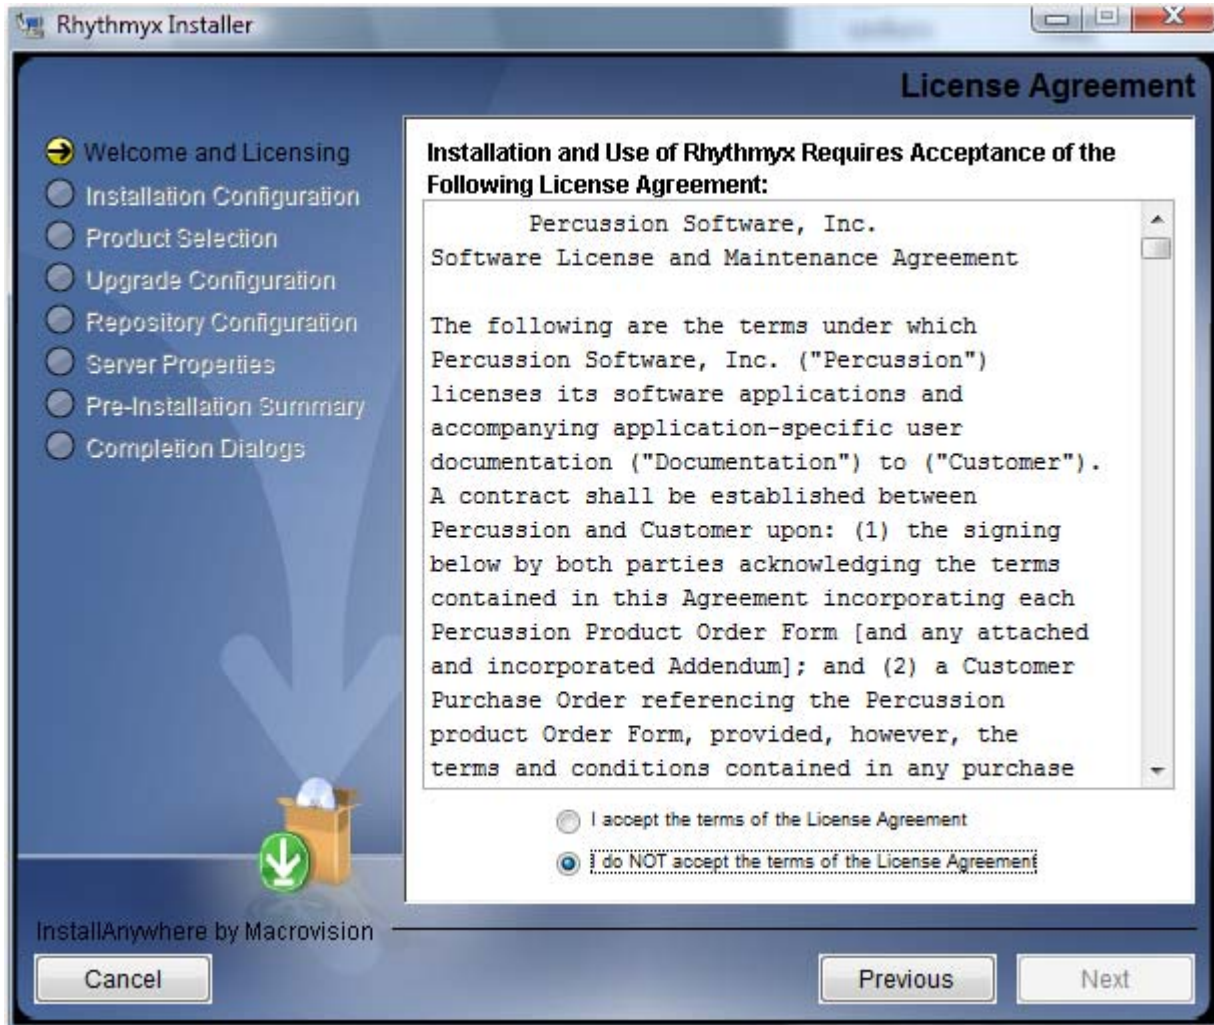 Rhythmyx Installer
License Agreement
Welcome and Licensing
Installation Configuration
Product Selection
Upgrade Configuration
Repository Configuration
Server Properties
Pre-Installation Summary
Completion Dialogs
Installation and Use of Rhythmyx Requires Acceptance of the
Following License Agreement:
Percussion Software, Inc.
Software License and Maintenance Agreement
The following are the terms under which
Percussion Software, Inc. ("Percussion")
licenses its software applications and
accompanying application-specific user
documentation ("Documentation") to ("Customer").
A contract shall be established between
Percussion and Customer upon: (1) the signing
below by both parties acknowledging the terms
contained in this Agreement incorporating each
Percussion Product Order Form [and any attached
and incorporated Addendum]; and (2) a Customer
Purchase Order referencing the Percussion
product Order Form, provided, however, the
terms and conditions contained in any purchase
I accept the terms of the License Agreement
I do NOT accept the terms of the License Agreement
InstallAnywhere by Macrovision
Cancel
Previous
Next